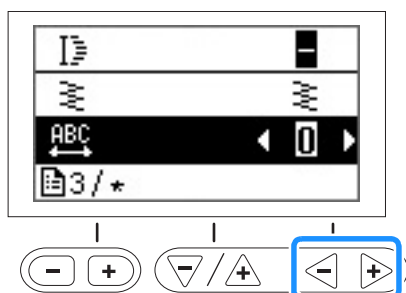 –
ABC 0
3/*
- + −/+ − +